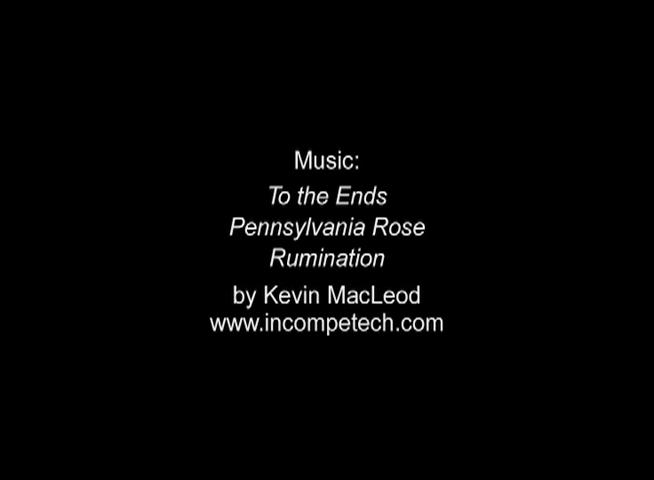 Music:
To the Ends
Pennsylvania Rose
Rumination
by Kevin MacLeod
www.incompetech.com